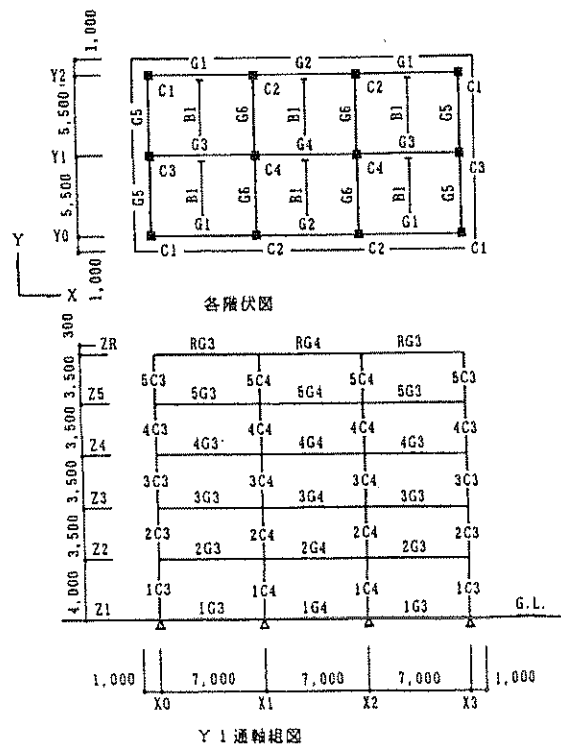 1,000
G1 G2 G1
Y2
C1 C2 C2 C1
5,500
G5 B1 G6 B1 G6 B1 G5
G3 G4 G3
Y1
C3 C4 C4 C3
5,500
G5 B1 G6 B1 G6 B1 G5
G1 G2 G1
Y0
C1 C2 C2 C1
Y
X
1,000
各階伏図
300
ZR RG3 RG4 RG3
3,500 5C3 5C4 5C4 5C3
Z5 5G3 5G4 5G3
3,500 4C3 4C4 4C4 4C3
Z4 4G3 4G4 4G3
3,500 3C3 3C4 3C4 3C3
Z3 3G3 3G4 3G3
3,500 2C3 2C4 2C4 2C3
Z2 2G3 2G4 2G3
4,000 1C3 1C4 1C4 1C3
Z1 1G3 1G4 1G3 G.L.
1,000 7,000 7,000 7,000 1,000
X0 X1 X2 X3
Y1通軸組図